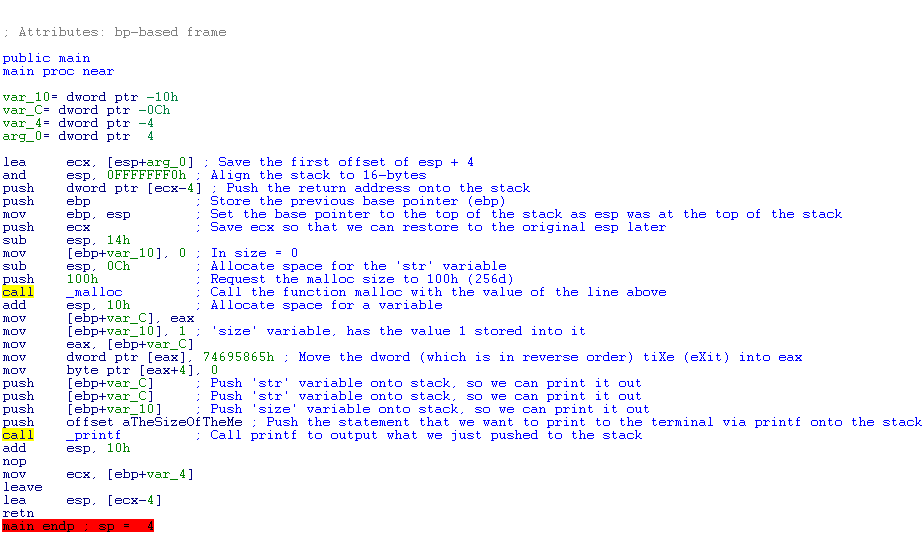 ; Attributes: bp-based frame
public main
main proc near
var_10= dword ptr -10h
var_C= dword ptr -0Ch
var_4= dword ptr -4
arg_0= dword ptr  4
lea     ecx, [esp+arg_0] ; Save the first offset of esp + 4
and     esp, 0FFFFFFF0h ; Align the stack to 16-bytes
push    dword ptr [ecx-4] ; Push the return address onto the stack
push    ebp             ; Store the previous base pointer (ebp)
mov     ebp, esp        ; Set the base pointer to the top of the stack as esp was at the top of the stack
push    ecx             ; Save ecx so that we can restore to the original esp later
sub     esp, 14h
mov     [ebp+var_10], 0 ; In size = 0
sub     esp, 0Ch        ; Allocate space for the 'str' variable
push    100h            ; Request the malloc size to 100h (256d)
call    _malloc         ; Call the function malloc with the value of the line above
add     esp, 10h        ; Allocate space for a variable
mov     [ebp+var_C], eax
mov     [ebp+var_10], 1 ; 'size' variable, has the value 1 stored into it
mov     eax, [ebp+var_C]
mov     dword ptr [eax], 74695865h ; Move the dword (which is in reverse order) tiXe (eXit) into eax
mov     byte ptr [eax+4], 0
push    [ebp+var_C]     ; Push 'str' variable onto stack, so we can print it out
push    [ebp+var_C]     ; Push 'str' variable onto stack, so we can print it out
push    [ebp+var_10]    ; Push 'size' variable onto stack, so we can print it out
push    offset aTheSizeOfTheMe ; Push the statement that we want to print to the terminal via printf onto the stack
call    _printf         ; Call printf to output what we just pushed to the stack
add     esp, 10h
nop
mov     ecx, [ebp+var_4]
leave
lea     esp, [ecx-4]
retn
main endp ; sp =  4